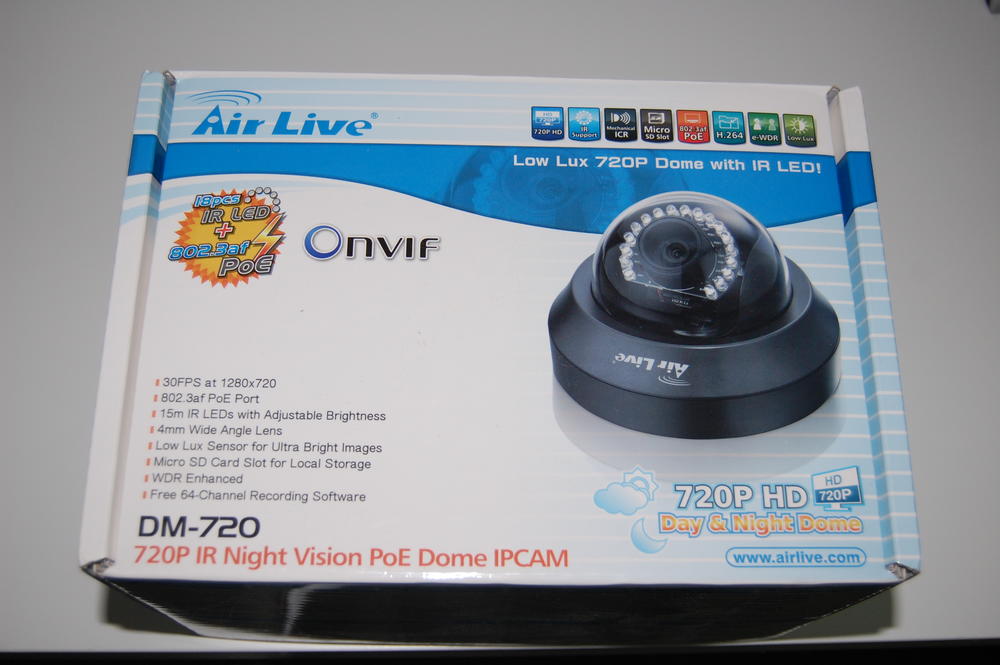 Air Live®
HD 720P
720P HD
IR Support
Mechanical ICR
Micro SD Slot
802.3af PoE
H.264
e-WDR
Low Lux
Low Lux 720P Dome with IR LED!
18pcs
IR LED
+
802.3af
PoE
ONVIF
Air Live
30FPS at 1280x720
802.3af PoE Port
15m IR LEDs with Adjustable Brightness
4mm Wide Angle Lens
Low Lux Sensor for Ultra Bright Images
Micro SD Card Slot for Local Storage
WDR Enhanced
Free 64-Channel Recording Software
DM-720
720P IR Night Vision PoE Dome IPCAM
720P HD
HD
720P
Day & Night Dome
www.airlive.com